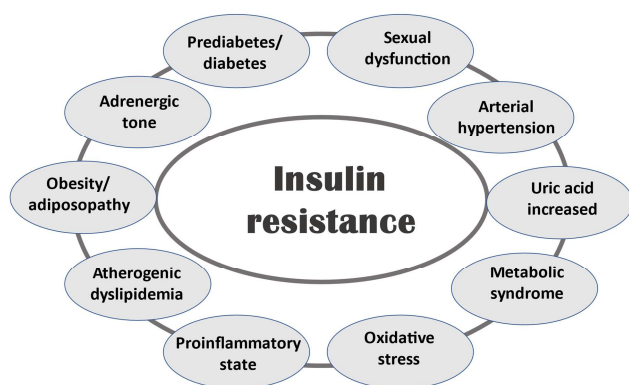 Prediabetes/
diabetes
Sexual
dysfunction
Adrenergic
tone
Arterial
hypertension
Obesity/
adiposopathy
Insulin
resistance
Uric acid
increased
Atherogenic
dyslipidemia
Metabolic
syndrome
Proinflammatory
state
Oxidative
stress